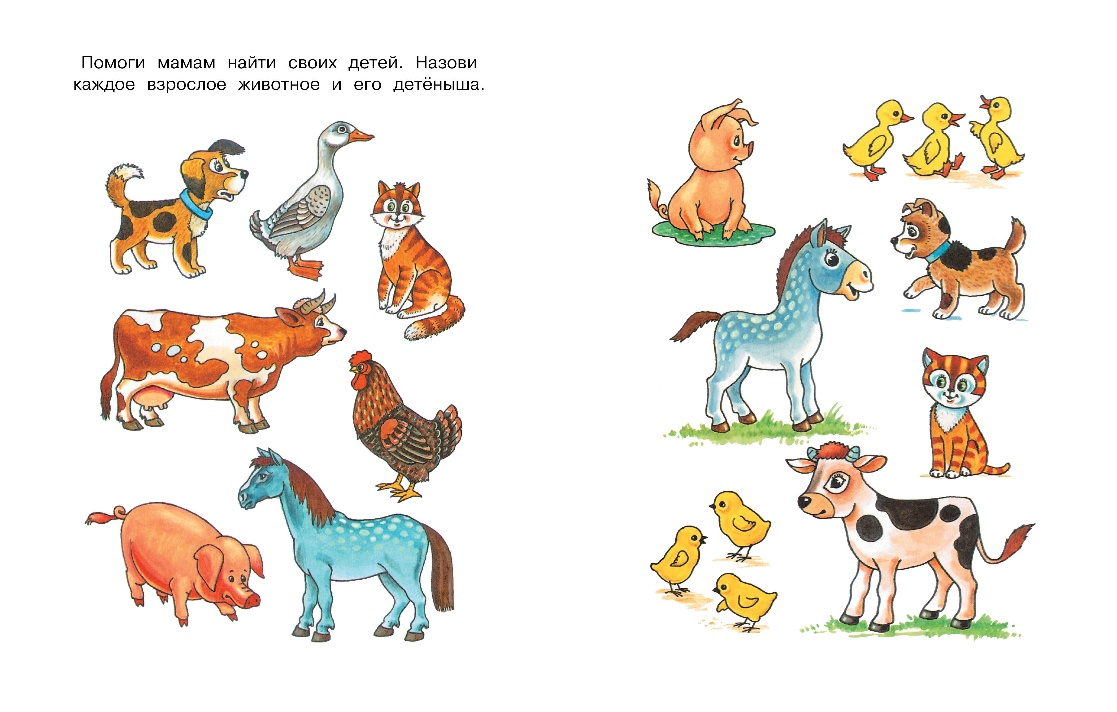 Помоги мамам найти своих детей. Назови
каждое взрослое животное и его детёныша.